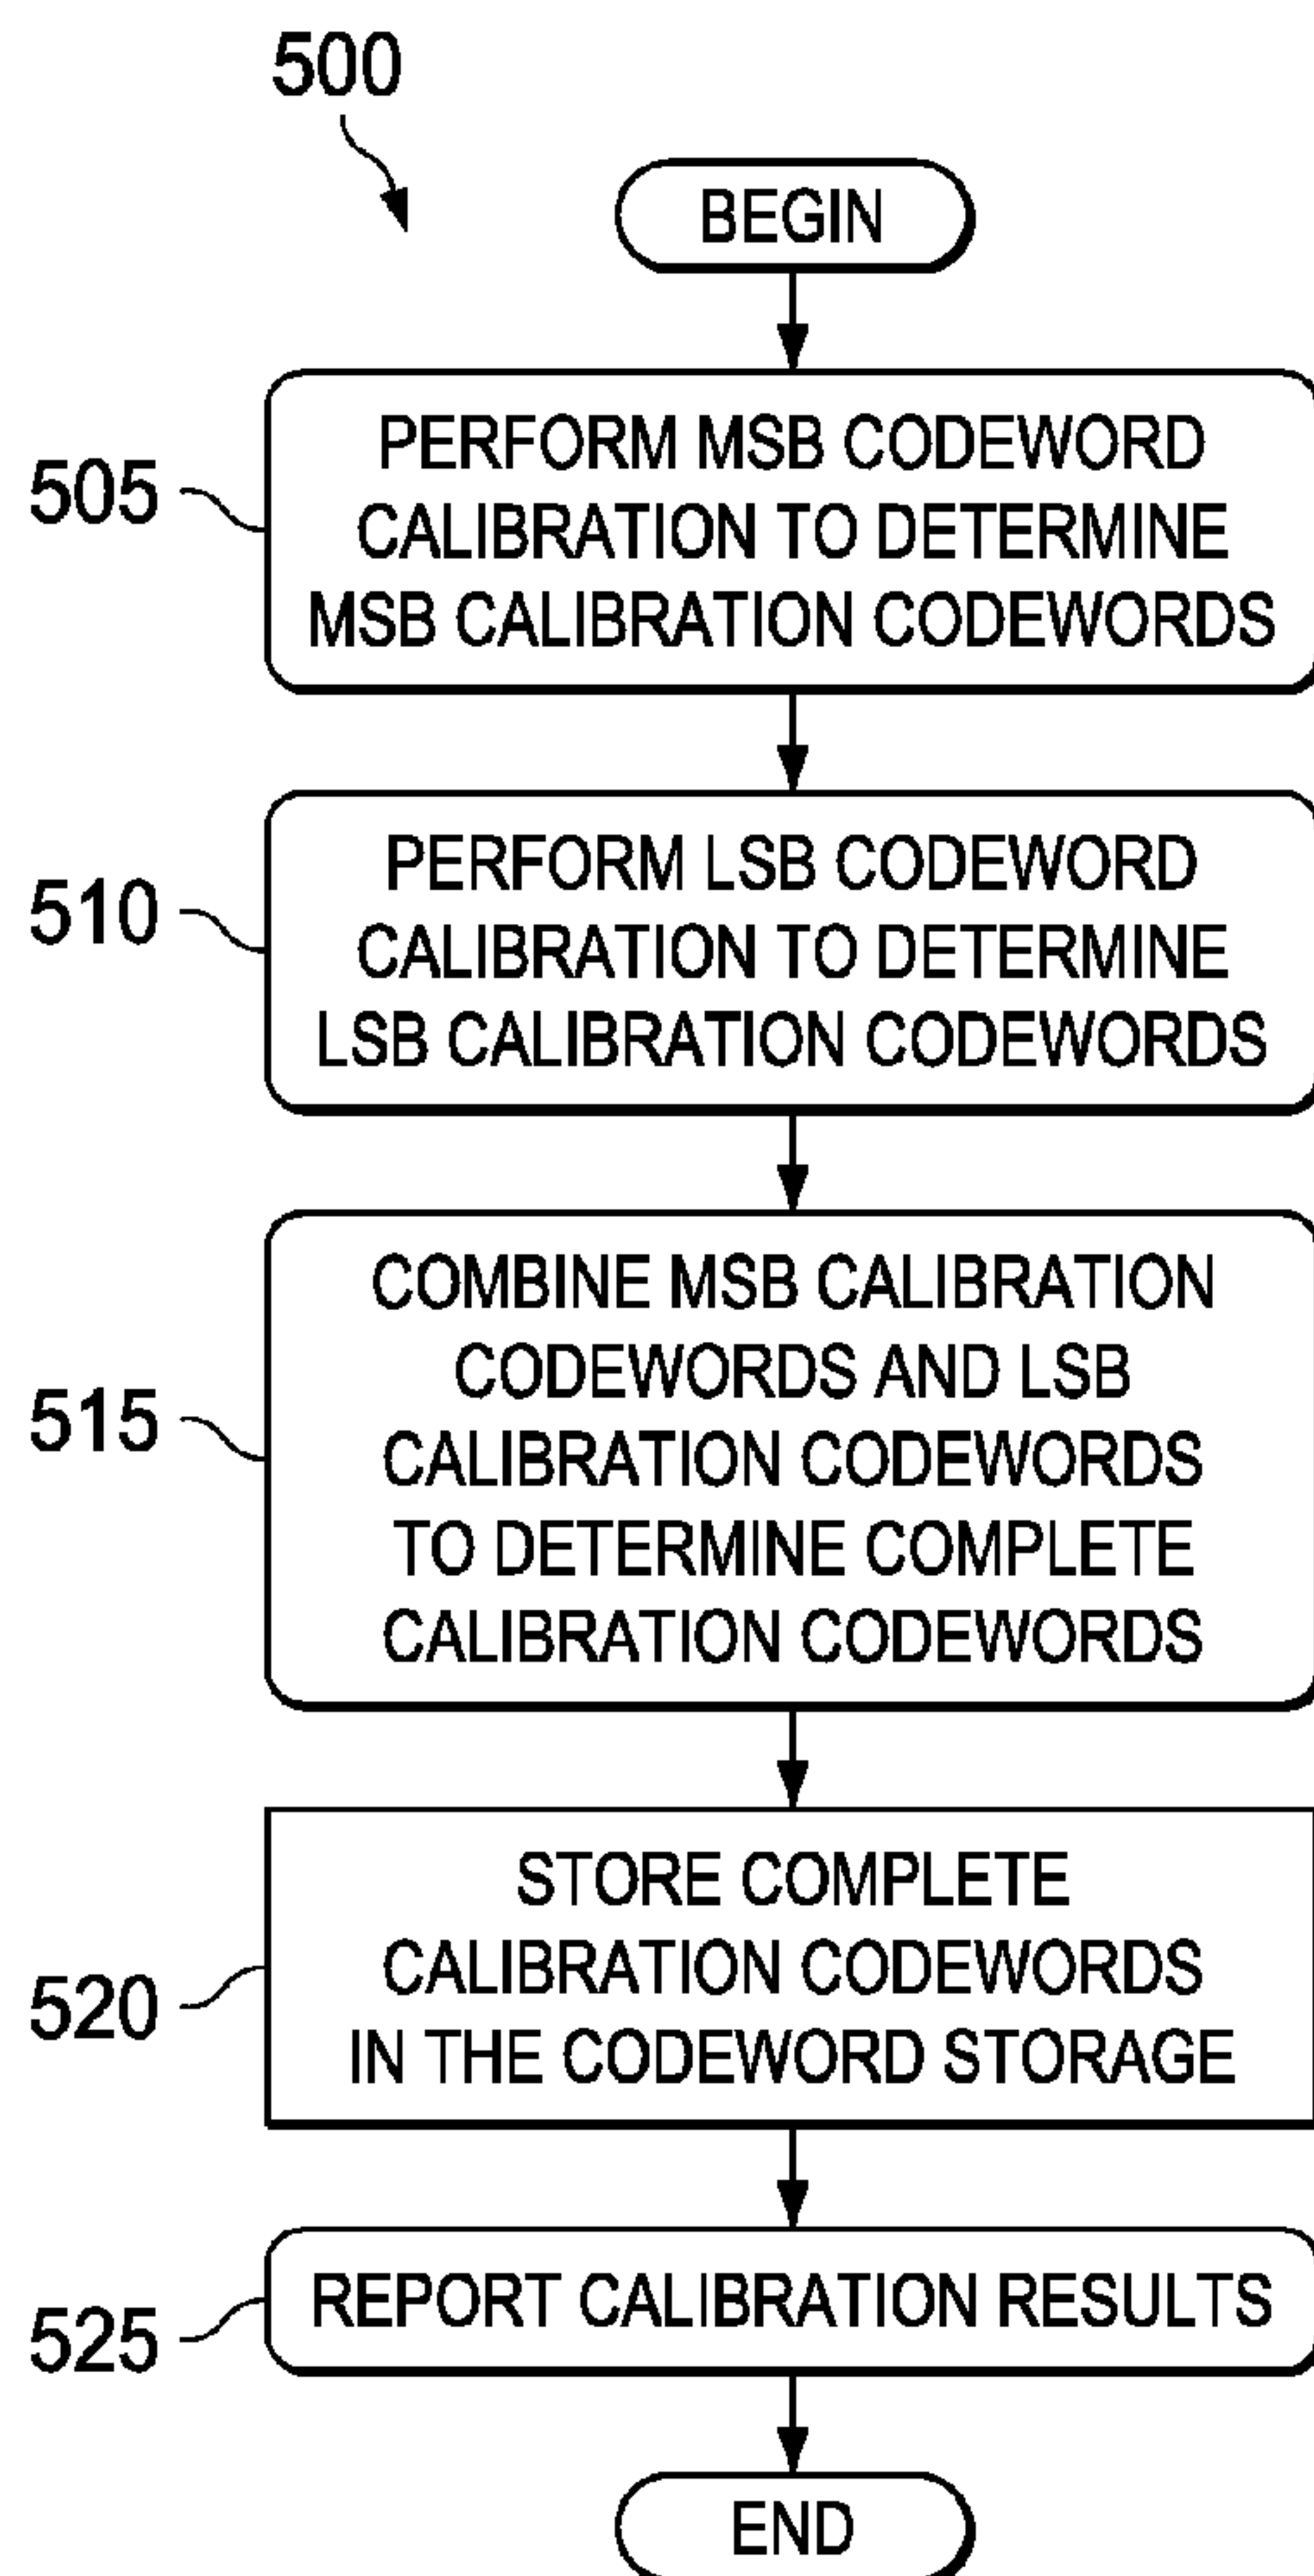 500
BEGIN
505
PERFORM MSB CODEWORD
CALIBRATION TO DETERMINE
MSB CALIBRATION CODEWORDS
510
PERFORM LSB CODEWORD
CALIBRATION TO DETERMINE
LSB CALIBRATION CODEWORDS
515
COMBINE MSB CALIBRATION
CODEWORDS AND LSB
CALIBRATION CODEWORDS
TO DETERMINE COMPLETE
CALIBRATION CODEWORDS
520
STORE COMPLETE
CALIBRATION CODEWORDS
IN THE CODEWORD STORAGE
525
REPORT CALIBRATION RESULTS
END